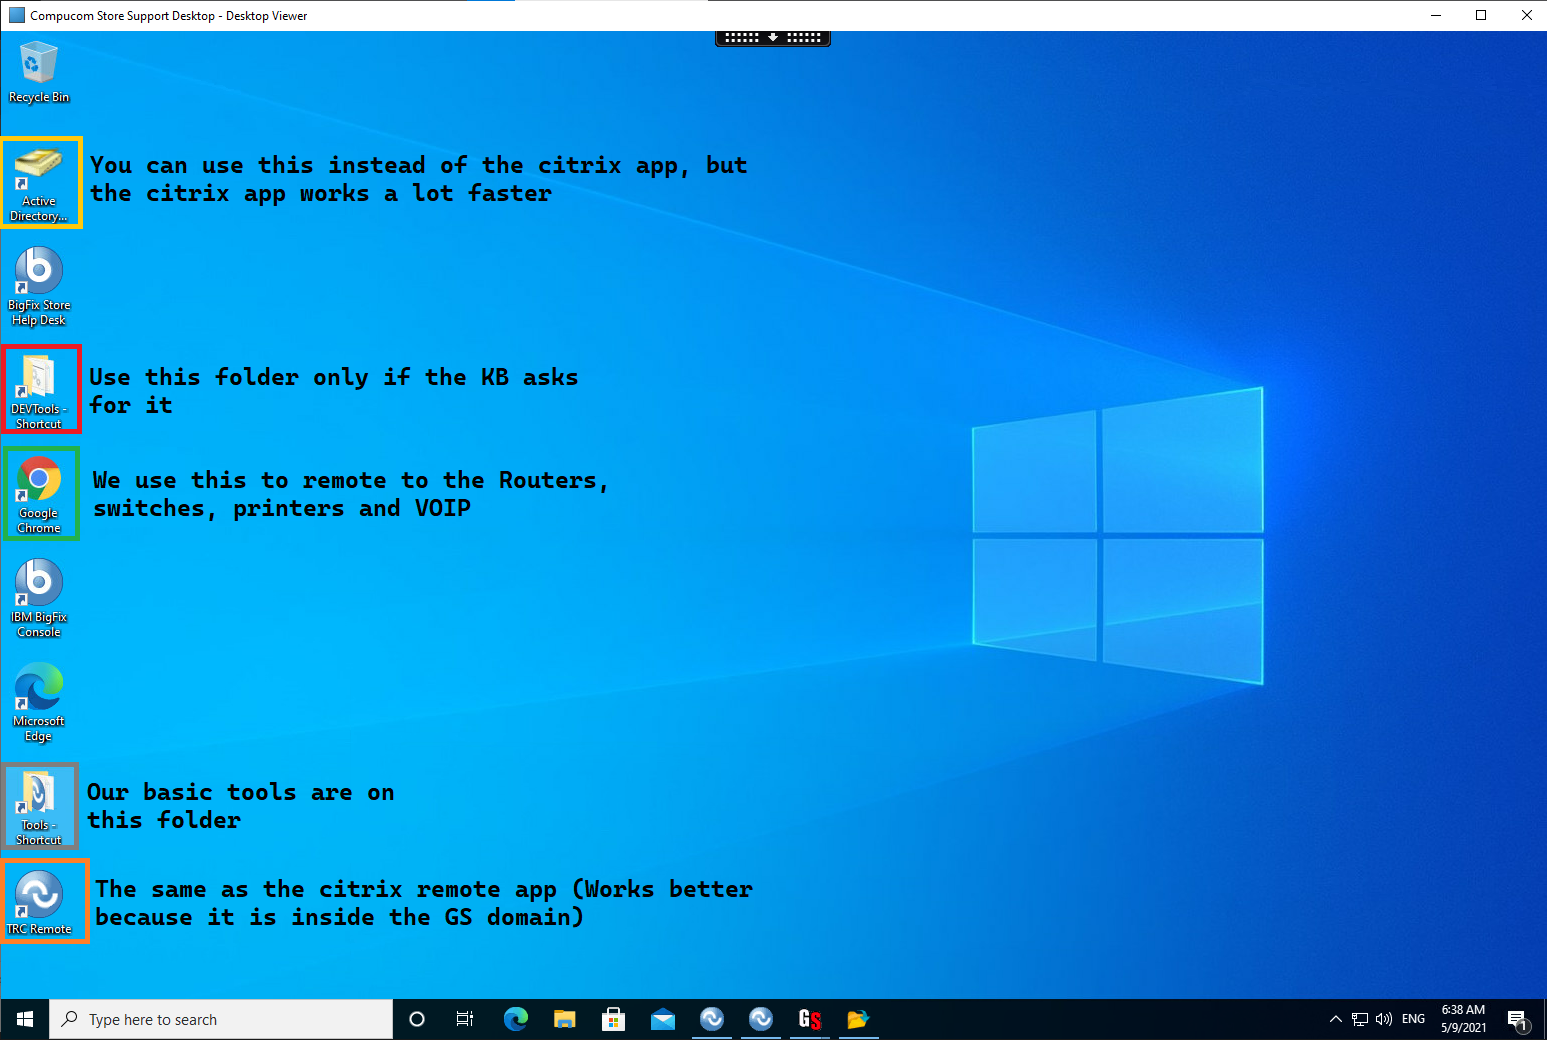 Compucom Store Support Desktop - Desktop Viewer
Recycle Bin
Active
Directory...
You can use this instead of the citrix app, but
the citrix app works a lot faster
BigFix Store
Help Desk
DEVTools -
Shortcut
Use this folder only if the KB asks
for it
Google
Chrome
We use this to remote to the Routers,
switches, printers and VOIP
IBM BigFix
Console
Microsoft
Edge
Tools -
Shortcut
Our basic tools are on
this folder
TRC Remote
The same as the citrix remote app (Works better
because it is inside the GS domain)
Type here to search
GS
ENG
6:38 AM
5/9/2021
1